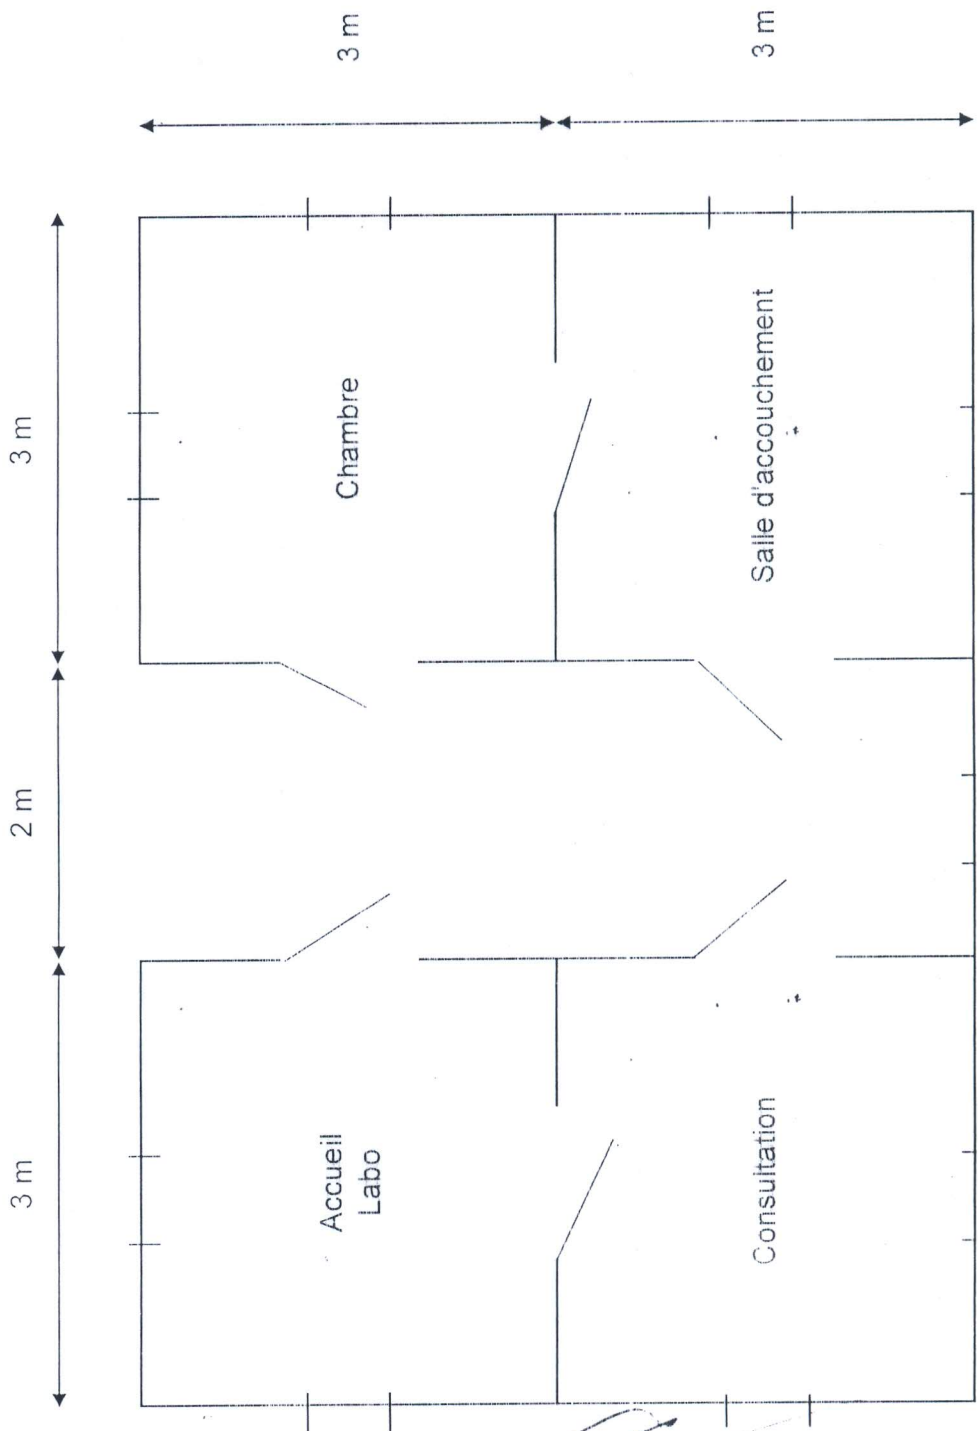 3 m
2 m
3 m
Accueil
Labo
Chambre
3 m
Consultation
Salle d'accouchement
3 m